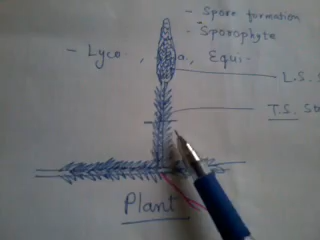 - Spore formation
- Sporophyte
- Lyco , a, Equi-
L.S. S
T.S. St
Plant